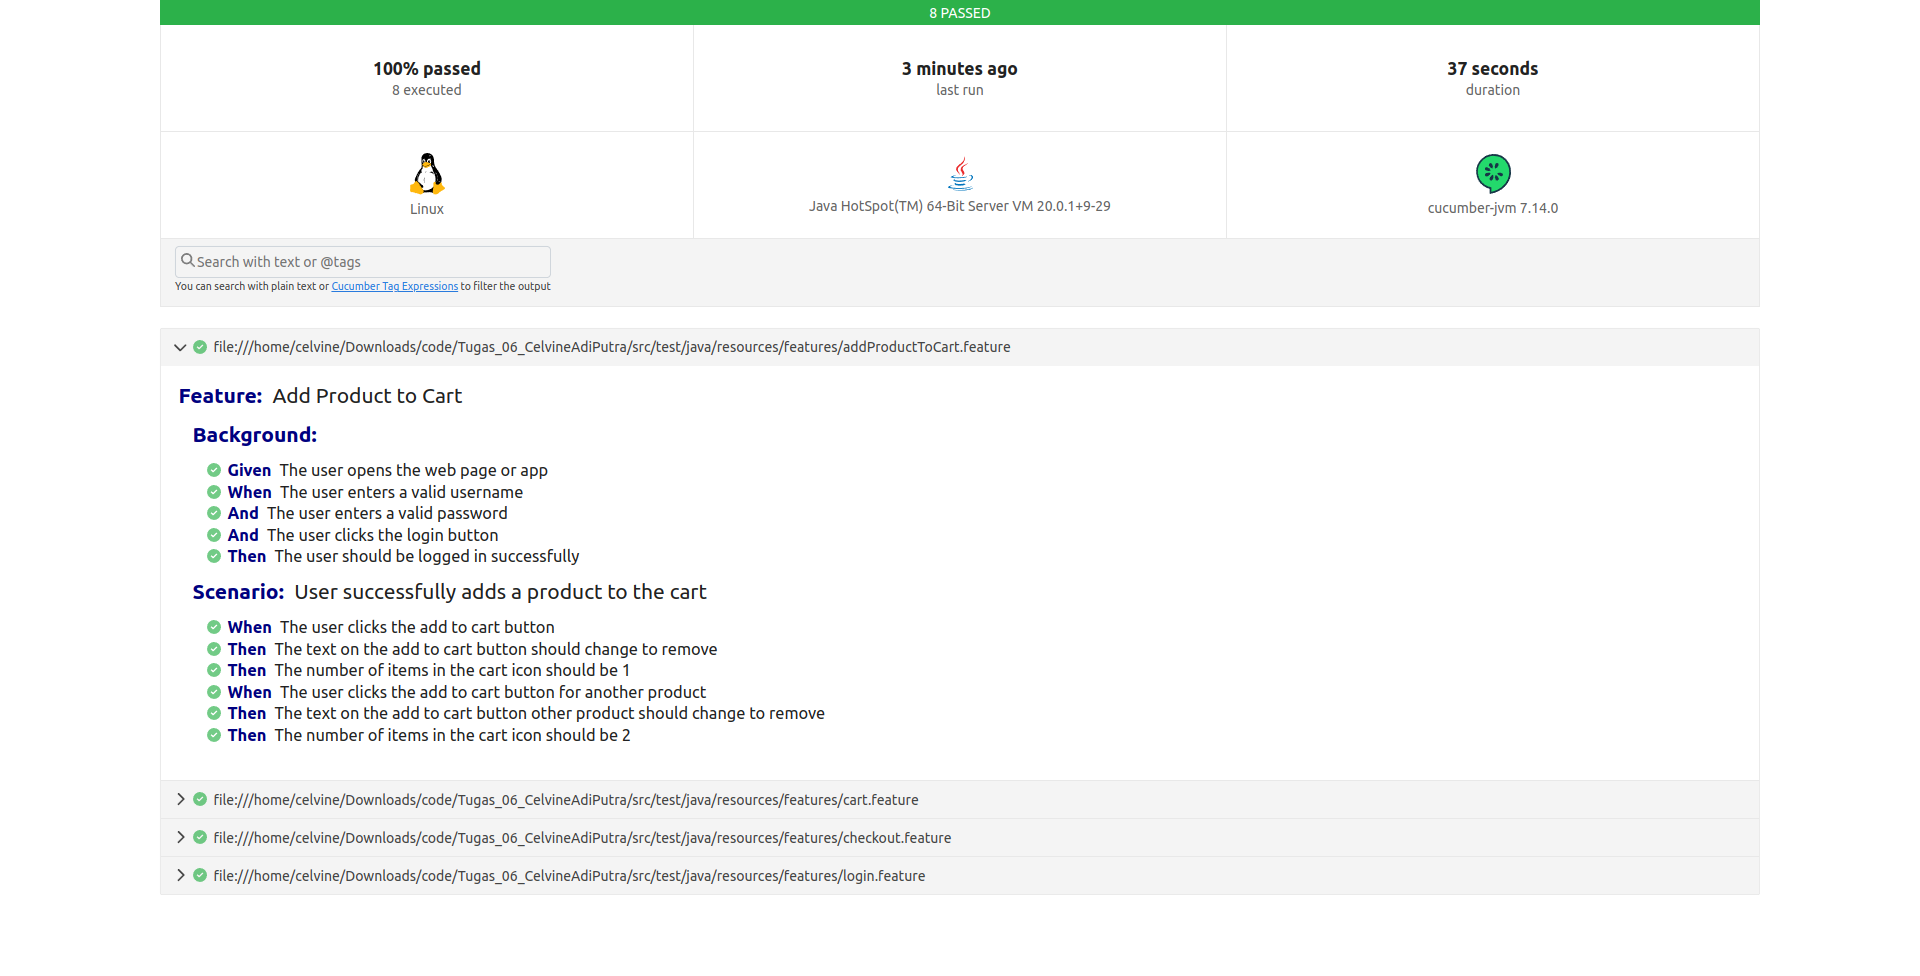 8 PASSED
100% passed
8 executed
3 minutes ago
last run
37 seconds
duration
Linux
Java HotSpot(TM) 64-Bit Server VM 20.0.1+9-29
cucumber-jvm 7.14.0
Search with text or @tags
You can search with plain text or Cucumber Tag Expressions to filter the output
file:///home/celvine/Downloads/code/Tugas_06_CelvineAdiPutra/src/test/java/resources/features/addProductToCart.feature
Feature: Add Product to Cart
Background:
Given The user opens the web page or app
When The user enters a valid username
And The user enters a valid password
And The user clicks the login button
Then The user should be logged in successfully
Scenario: User successfully adds a product to the cart
When The user clicks the add to cart button
Then The text on the add to cart button should change to remove
Then The number of items in the cart icon should be 1
When The user clicks the add to cart button for another product
Then The text on the add to cart button other product should change to remove
Then The number of items in the cart icon should be 2
file:///home/celvine/Downloads/code/Tugas_06_CelvineAdiPutra/src/test/java/resources/features/cart.feature
file:///home/celvine/Downloads/code/Tugas_06_CelvineAdiPutra/src/test/java/resources/features/checkout.feature
file:///home/celvine/Downloads/code/Tugas_06_CelvineAdiPutra/src/test/java/resources/features/login.feature